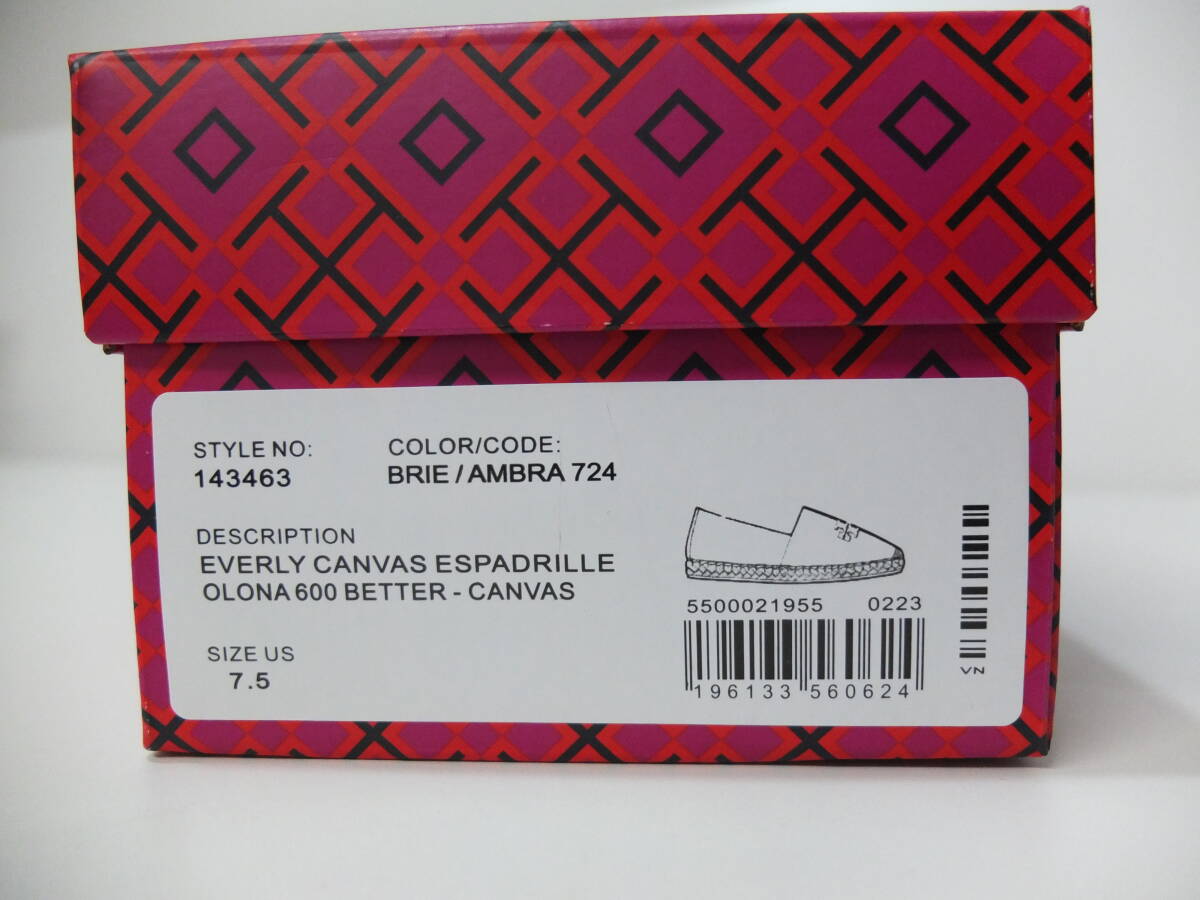 STYLE NO:
143463
COLOR/CODE:
BRIE / AMBRA 724
DESCRIPTION
EVERLY CANVAS ESPADRILLE
OLONA 600 BETTER - CANVAS
SIZE US
7.5
5500021955 0223
196133 560624
VN